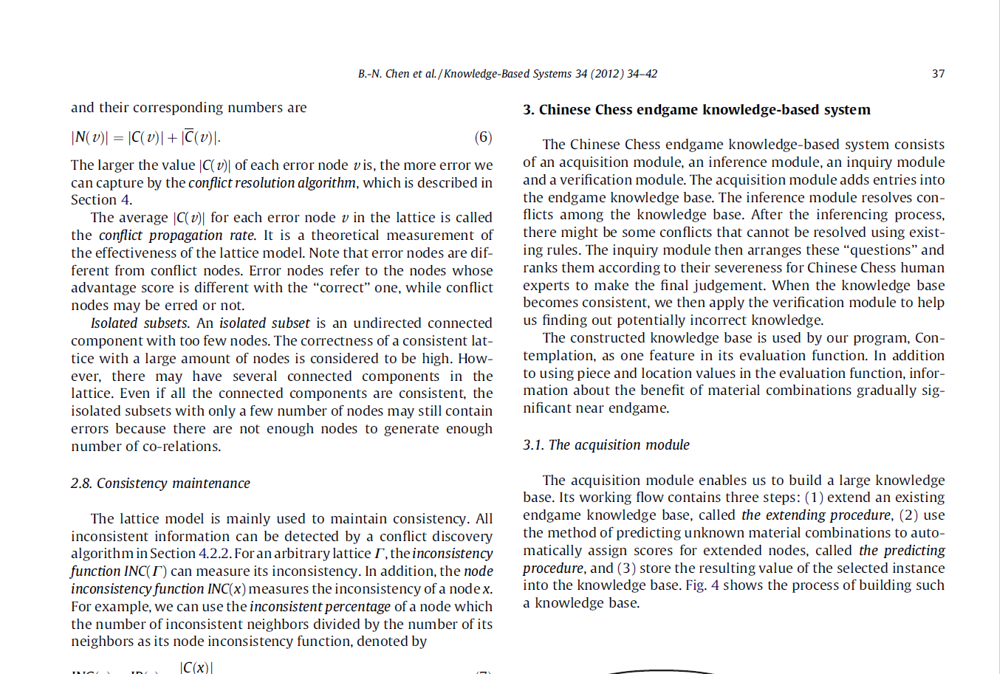 B.-N. Chen et al. / Knowledge-Based Systems 34 (2012) 34–42
37
and their corresponding numbers are
|N(v)| = |C(v)| + |C̅(v)|. (6)
The larger the value |C(v)| of each error node v is, the more error we
can capture by the conflict resolution algorithm, which is described in
Section 4.
The average |C(v)| for each error node v in the lattice is called
the conflict propagation rate. It is a theoretical measurement of
the effectiveness of the lattice model. Note that error nodes are dif-
ferent from conflict nodes. Error nodes refer to the nodes whose
advantage score is different with the “correct” one, while conflict
nodes may be erred or not.
Isolated subsets. An isolated subset is an undirected connected
component with too few nodes. The correctness of a consistent lat-
tice with a large amount of nodes is considered to be high. How-
ever, there may have several connected components in the
lattice. Even if all the connected components are consistent, the
isolated subsets with only a few number of nodes may still contain
errors because there are not enough nodes to generate enough
number of co-relations.
2.8. Consistency maintenance
The lattice model is mainly used to maintain consistency. All
inconsistent information can be detected by a conflict discovery
algorithm in Section 4.2.2. For an arbitrary lattice Γ, the inconsistency
function INC(Γ) can measure its inconsistency. In addition, the node
inconsistency function INC(x) measures the inconsistency of a node x.
For example, we can use the inconsistent percentage of a node which
the number of inconsistent neighbors divided by the number of its
neighbors as its node inconsistency function, denoted by
|C(x)|
3. Chinese Chess endgame knowledge-based system
The Chinese Chess endgame knowledge-based system consists
of an acquisition module, an inference module, an inquiry module
and a verification module. The acquisition module adds entries into
the endgame knowledge base. The inference module resolves con-
flicts among the knowledge base. After the inferencing process,
there might be some conflicts that cannot be resolved using exist-
ing rules. The inquiry module then arranges these “questions” and
ranks them according to their severeness for Chinese Chess human
experts to make the final judgement. When the knowledge base
becomes consistent, we then apply the verification module to help
us finding out potentially incorrect knowledge.
The constructed knowledge base is used by our program, Con-
templation, as one feature in its evaluation function. In addition
to using piece and location values in the evaluation function, infor-
mation about the benefit of material combinations gradually sig-
nificant near endgame.
3.1. The acquisition module
The acquisition module enables us to build a large knowledge
base. Its working flow contains three steps: (1) extend an existing
endgame knowledge base, called the extending procedure, (2) use
the method of predicting unknown material combinations to auto-
matically assign scores for extended nodes, called the predicting
procedure, and (3) store the resulting value of the selected instance
into the knowledge base. Fig. 4 shows the process of building such
a knowledge base.